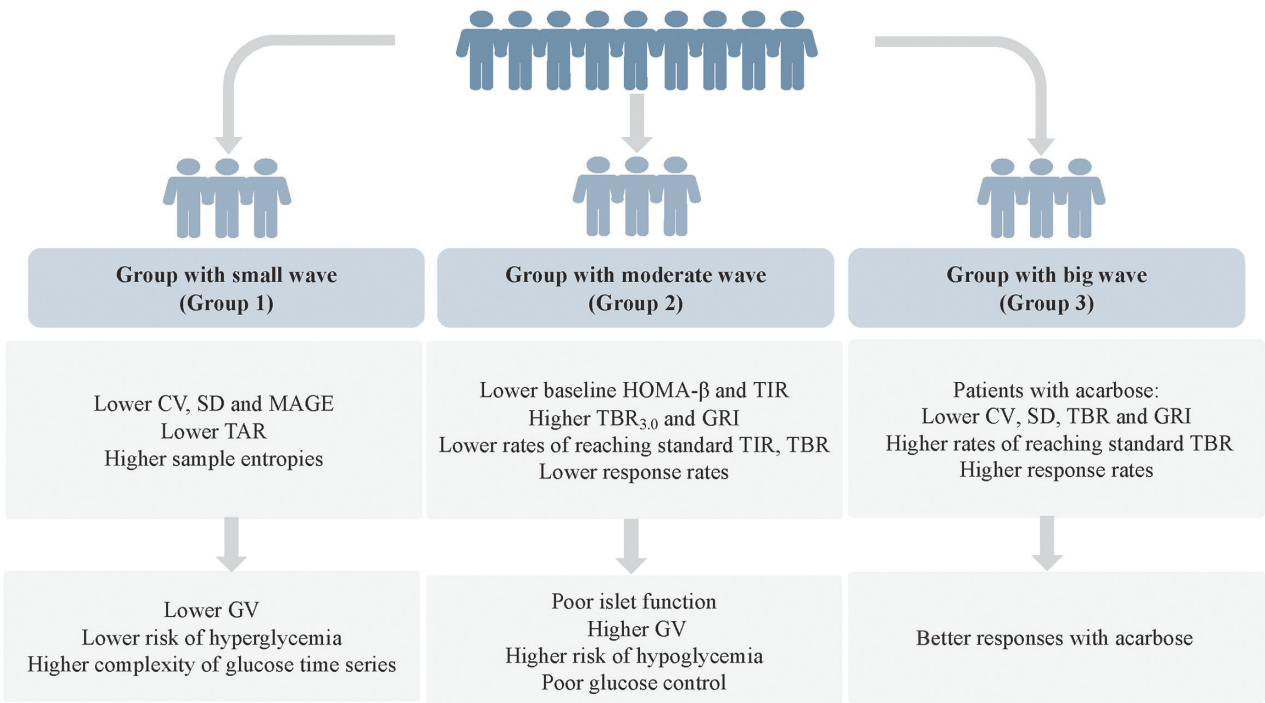 Group with small wave
(Group 1)
Lower CV, SD and MAGE
Lower TAR
Higher sample entropies
Lower GV
Lower risk of hyperglycemia
Higher complexity of glucose time series
Group with moderate wave
(Group 2)
Lower baseline HOMA-β and TIR
Higher TBR₃.₀ and GRI
Lower rates of reaching standard TIR, TBR
Lower response rates
Poor islet function
Higher GV
Higher risk of hypoglycemia
Poor glucose control
Group with big wave
(Group 3)
Patients with acarbose:
Lower CV, SD, TBR and GRI
Higher rates of reaching standard TBR
Higher response rates
Better responses with acarbose